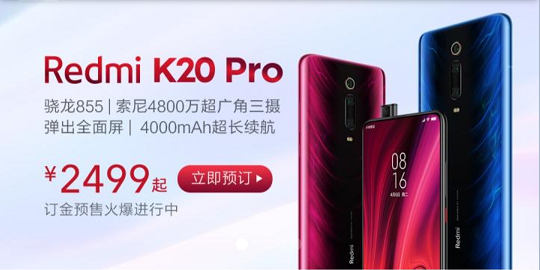 Redmi K20 Pro
骁龙855 | 索尼4800万超广角三摄
弹出全面屏 | 4000mAh超长续航
¥2499起
立即预订
订金预售火爆进行中
08
16
Redmi
Redmi